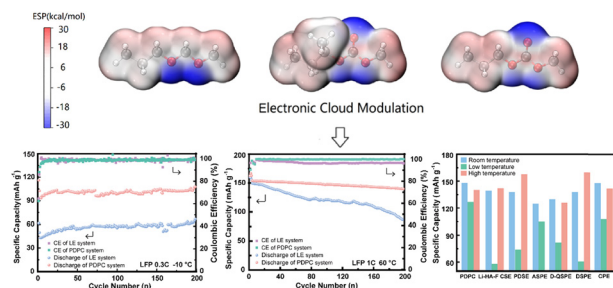 ESP(kcal/mol)
30
18
6
-6
-18
-30
Electronic Cloud Modulation
Specific Capacity(mAh g⁻¹)
150
120
90
60
30
0
100
80
60
40
20
0
Coulombic Efficiency (%)
CE of LE system
CE of PDPC system
Discharge of LE system
Discharge of PDPC system
LFP 0.3C -10 °C
0 40 80 120 160 200
Cycle Number (n)
Specific Capacity (mAh g⁻¹)
200
150
100
50
0
100
80
60
40
20
0
Coulombic Efficiency (%)
CE of LE system
CE of PDPC system
Discharge of LE system
Discharge of PDPC system
LFP 1C 60 °C
0 40 80 120 160 200
Cycle Number (n)
Specific Capacity (mAh g⁻¹)
Room temperature
Low temperature
High temperature
150
120
90
60
PDPC Li-HA-F CSE PDSE ASPE D-QSPE DSPE CPE